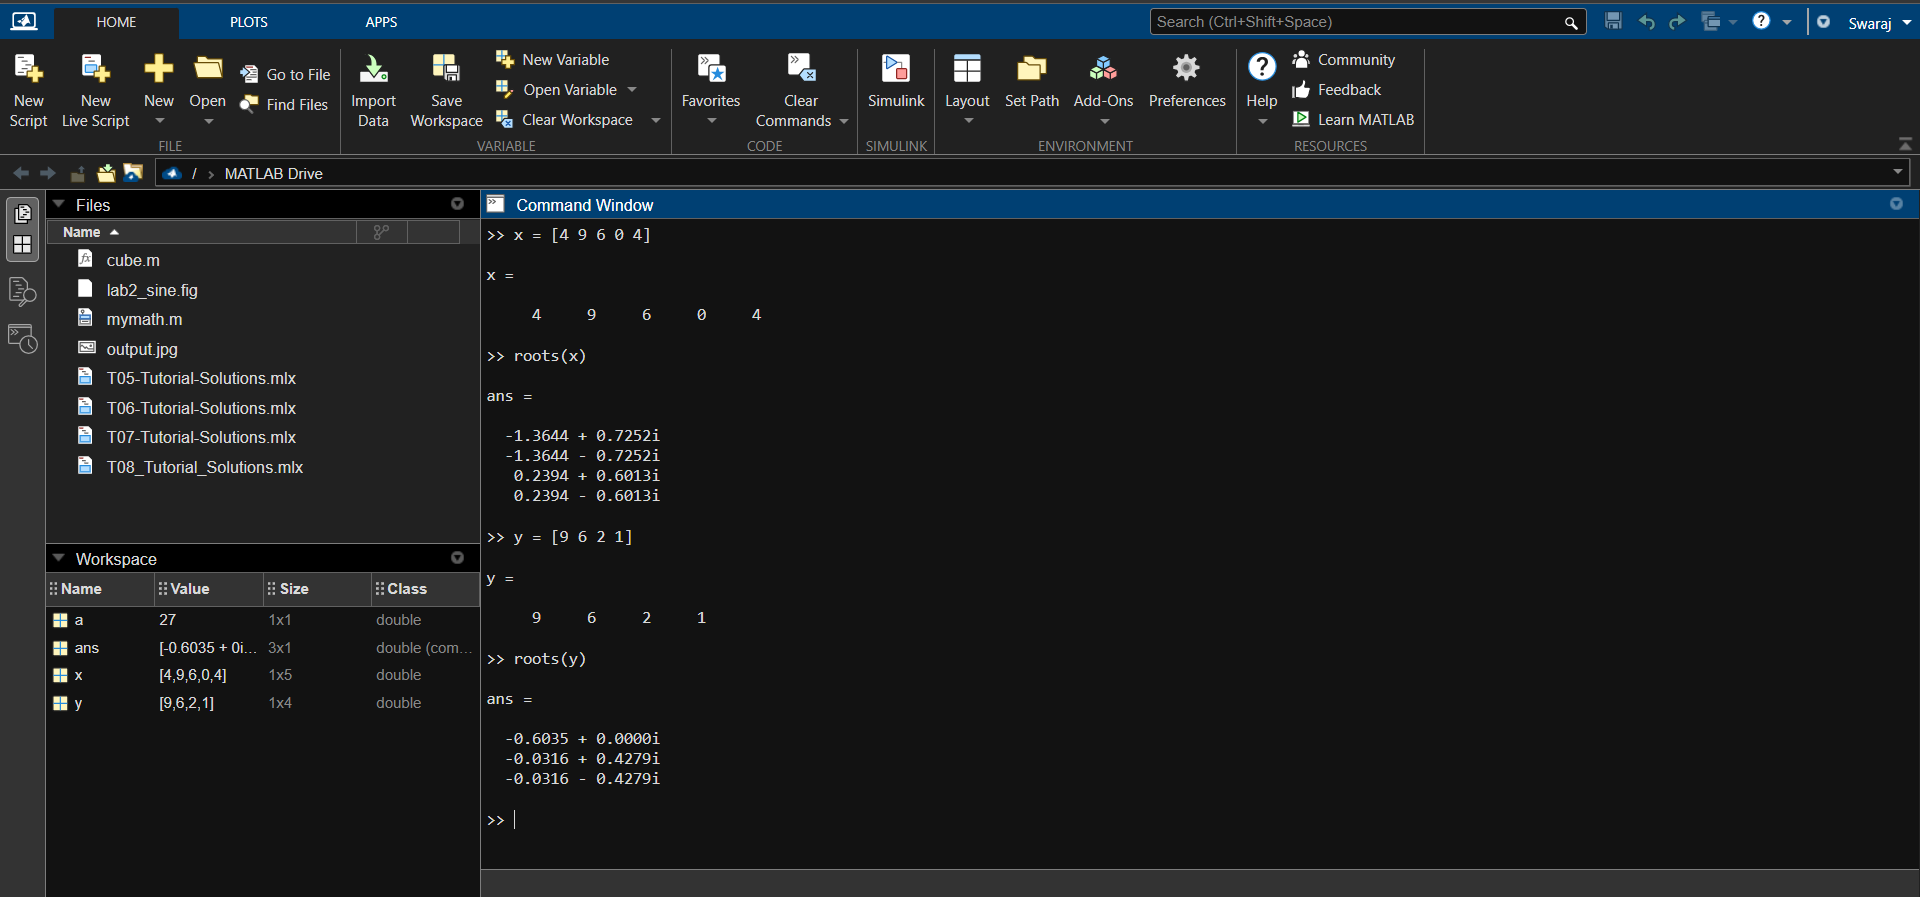 HOME PLOTS APPS Search (Ctrl+Shift+Space) Swaraj
New Script
New Live Script
New
Open
Go to File
Find Files
FILE
Import Data
Save Workspace
New Variable
Open Variable
Clear Workspace
VARIABLE
Favorites
Clear Commands
CODE
Simulink
SIMULINK
Layout
Set Path
Add-Ons
Preferences
ENVIRONMENT
Help
Community
Feedback
Learn MATLAB
RESOURCES
/ › MATLAB Drive
Files
Name
cube.m
lab2_sine.fig
mymath.m
output.jpg
T05-Tutorial-Solutions.mlx
T06-Tutorial-Solutions.mlx
T07-Tutorial-Solutions.mlx
T08_Tutorial_Solutions.mlx
Workspace
Name Value Size Class
a 27 1x1 double
ans [-0.6035 + 0i... 3x1 double (com...
x [4,9,6,0,4] 1x5 double
y [9,6,2,1] 1x4 double
Command Window
>> x = [4 9 6 0 4]
x =
4 9 6 0 4
>> roots(x)
ans =
-1.3644 + 0.7252i
-1.3644 - 0.7252i
0.2394 + 0.6013i
0.2394 - 0.6013i
>> y = [9 6 2 1]
y =
9 6 2 1
>> roots(y)
ans =
-0.6035 + 0.0000i
-0.0316 + 0.4279i
-0.0316 - 0.4279i
>>